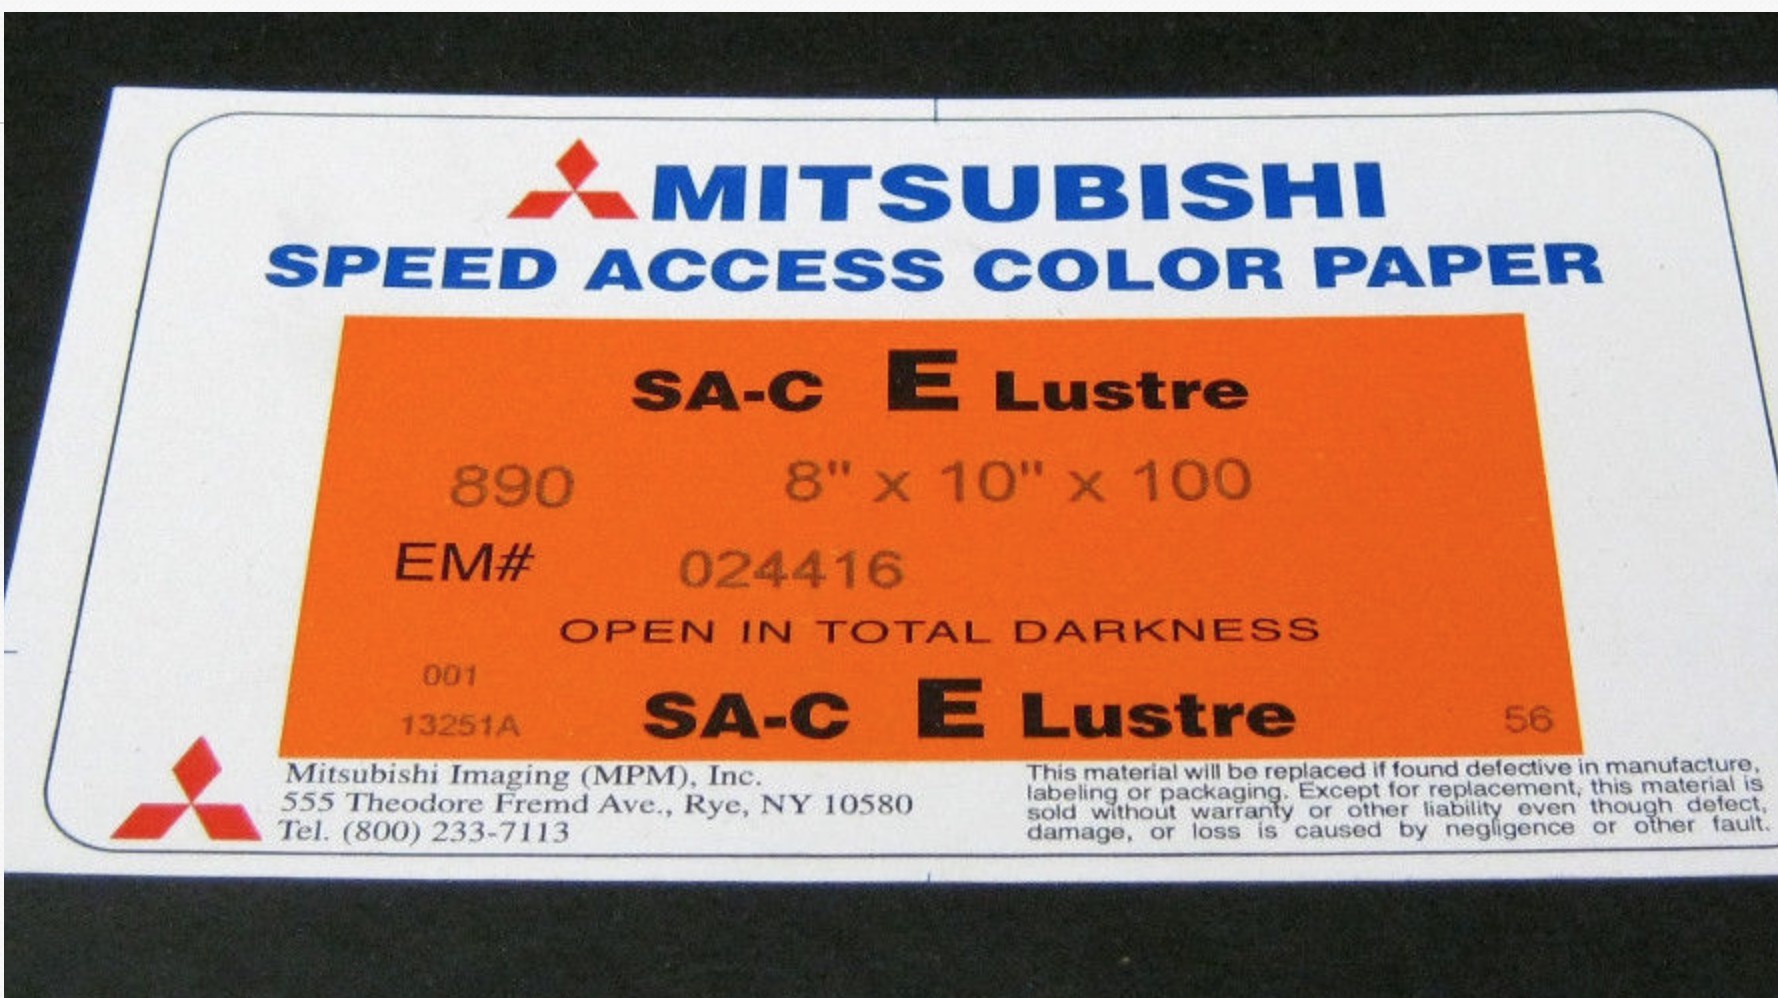 MITSUBISHI
SPEED ACCESS COLOR PAPER
SA-C E Lustre
890 8" x 10" x 100
EM# 024416
OPEN IN TOTAL DARKNESS
001
13251A SA-C E Lustre 56
Mitsubishi Imaging (MPM), Inc.
555 Theodore Fremd Ave., Rye, NY 10580
Tel. (800) 233-7113
This material will be replaced if found defective in manufacture,
labeling or packaging. Except for replacement, this material is
sold without warranty or other liability even though defect,
damage, or loss is caused by negligence or other fault.